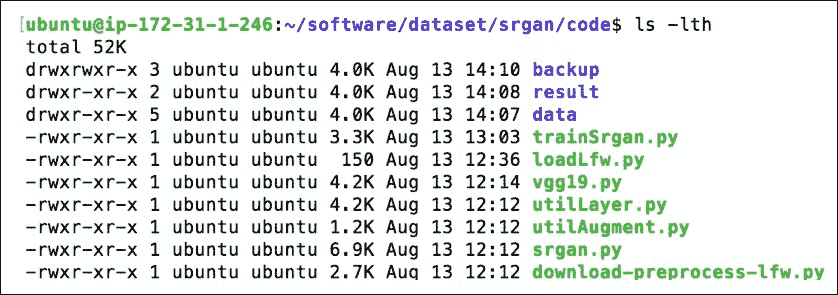 [ubuntu@ip-172-31-1-246:~/software/dataset/srgan/code$ ls -lth
total 52K
drwxrwxr-x 3 ubuntu ubuntu 4.0K Aug 13 14:10 backup
drwxr-xr-x 2 ubuntu ubuntu 4.0K Aug 13 14:08 result
drwxr-xr-x 5 ubuntu ubuntu 4.0K Aug 13 14:07 data
-rwxr-xr-x 1 ubuntu ubuntu 3.3K Aug 13 13:03 trainSrgan.py
-rwxr-xr-x 1 ubuntu ubuntu  150 Aug 13 12:36 loadLfw.py
-rwxr-xr-x 1 ubuntu ubuntu 4.2K Aug 13 12:14 vgg19.py
-rwxr-xr-x 1 ubuntu ubuntu 4.2K Aug 13 12:12 utilLayer.py
-rwxr-xr-x 1 ubuntu ubuntu 1.2K Aug 13 12:12 utilAugment.py
-rwxr-xr-x 1 ubuntu ubuntu 6.9K Aug 13 12:12 srgan.py
-rwxr-xr-x 1 ubuntu ubuntu 2.7K Aug 13 12:12 download-preprocess-lfw.py